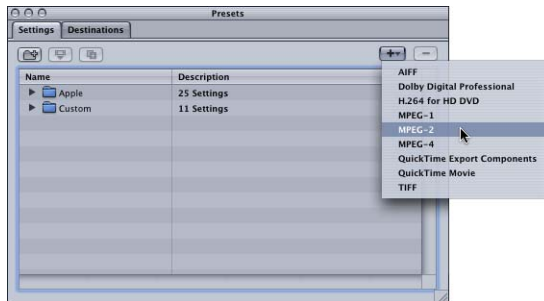 Presets
Settings Destinations
Name Description
Apple 25 Settings
Custom 11 Settings
AIFF
Dolby Digital Professional
H.264 for HD DVD
MPEG-1
MPEG-2
MPEG-4
QuickTime Export Components
QuickTime Movie
TIFF